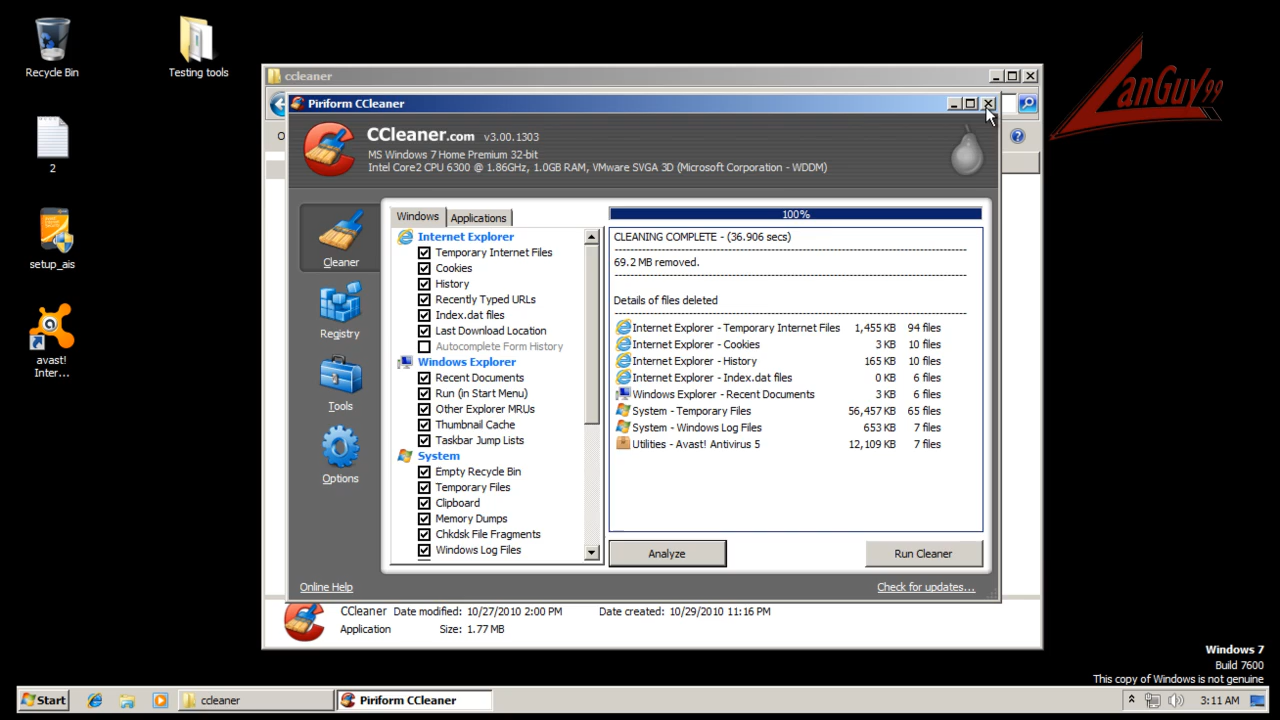 Recycle Bin
Testing tools
2
setup_ais
avast!
Inter...
LanGuy99
ccleaner
Piriform CCleaner
CCleaner.com v3.00.1303
MS Windows 7 Home Premium 32-bit
Intel Core2 CPU 6300 @ 1.86GHz, 1.0GB RAM, VMware SVGA 3D (Microsoft Corporation - WDDM)
Cleaner
Registry
Tools
Options
Windows
Applications
Internet Explorer
Temporary Internet Files
Cookies
History
Recently Typed URLs
Index.dat files
Last Download Location
Autocomplete Form History
Windows Explorer
Recent Documents
Run (in Start Menu)
Other Explorer MRUs
Thumbnail Cache
Taskbar Jump Lists
System
Empty Recycle Bin
Temporary Files
Clipboard
Memory Dumps
Chkdsk File Fragments
Windows Log Files
100%
CLEANING COMPLETE - (36.906 secs)
69.2 MB removed.
Details of files deleted
Internet Explorer - Temporary Internet Files 1,455 KB 94 files
Internet Explorer - Cookies 3 KB 10 files
Internet Explorer - History 165 KB 10 files
Internet Explorer - Index.dat files 0 KB 6 files
Windows Explorer - Recent Documents 3 KB 6 files
System - Temporary Files 56,457 KB 65 files
System - Windows Log Files 653 KB 7 files
Utilities - Avast! Antivirus 5 12,109 KB 7 files
Analyze
Run Cleaner
Online Help
Check for updates...
CCleaner Date modified: 10/27/2010 2:00 PM Date created: 10/29/2010 11:16 PM
Application Size: 1.77 MB
Windows 7
Build 7600
This copy of Windows is not genuine
Start
ccleaner
Piriform CCleaner
3:11 AM